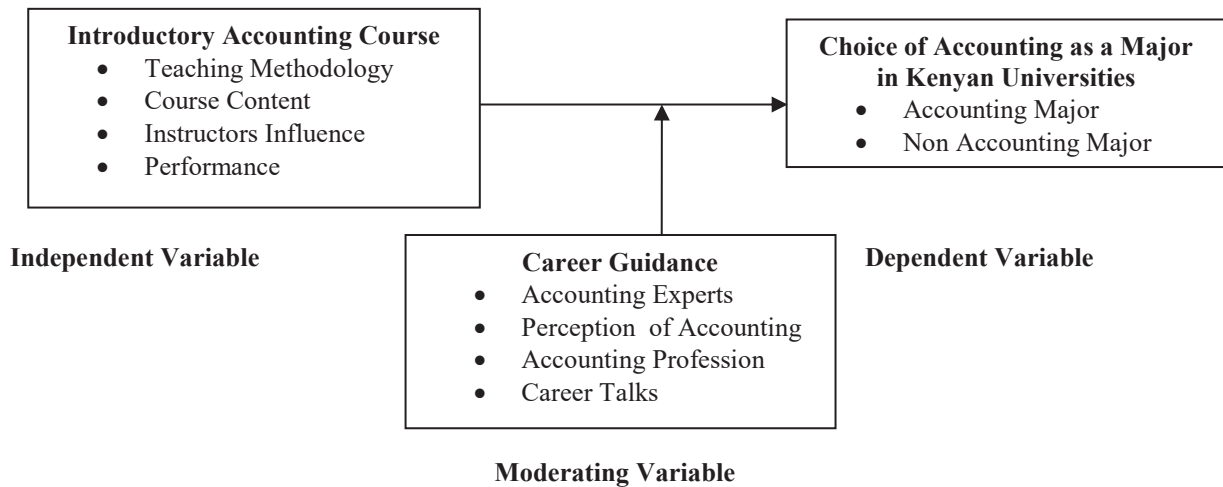 Introductory Accounting Course
• Teaching Methodology
• Course Content
• Instructors Influence
• Performance
Choice of Accounting as a Major
in Kenyan Universities
• Accounting Major
• Non Accounting Major
Independent Variable
Career Guidance
• Accounting Experts
• Perception of Accounting
• Accounting Profession
• Career Talks
Dependent Variable
Moderating Variable